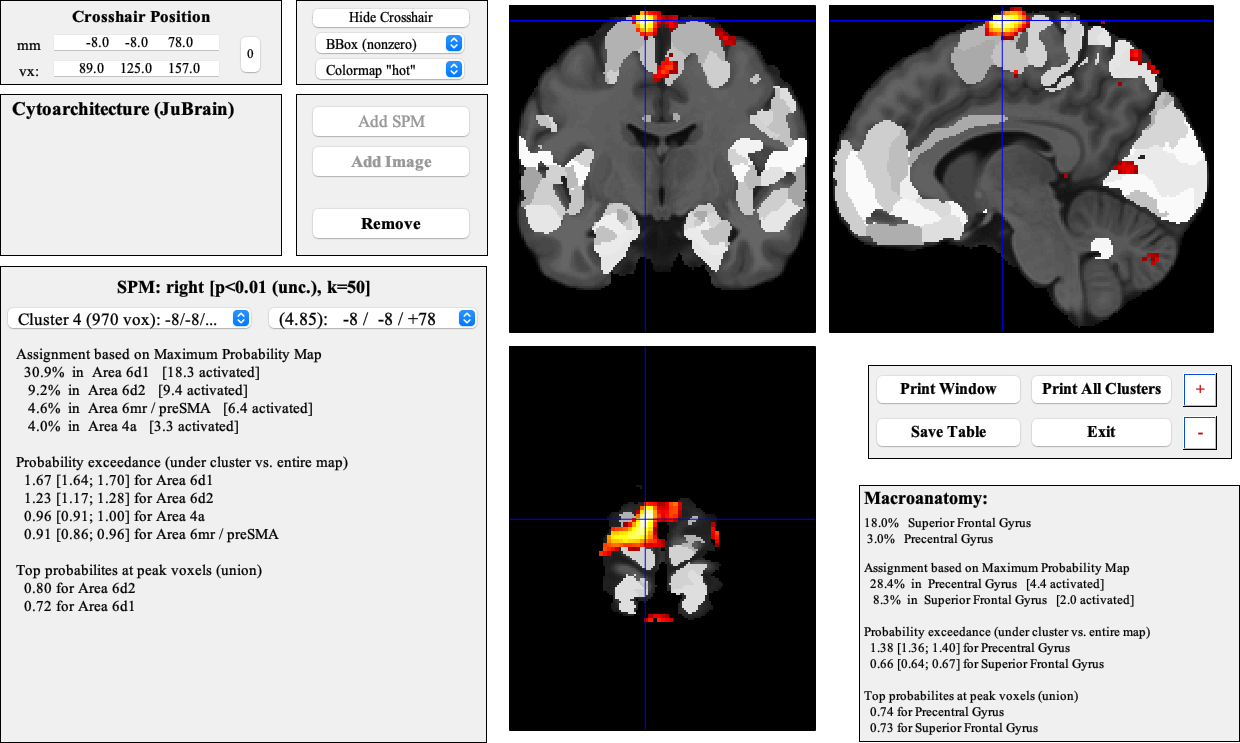 Crosshair Position
mm -8.0 -8.0 78.0
vx: 89.0 125.0 157.0
0
Hide Crosshair
BBox (nonzero)
Colormap "hot"
Cytoarchitecture (JuBrain)
Add SPM
Add Image
Remove
SPM: right [p<0.01 (unc.), k=50]
Cluster 4 (970 vox): -8/-8/... (4.85): -8 / -8 / +78
Assignment based on Maximum Probability Map
30.9% in Area 6d1 [18.3 activated]
9.2% in Area 6d2 [9.4 activated]
4.6% in Area 6mr / preSMA [6.4 activated]
4.0% in Area 4a [3.3 activated]
Probability exceedance (under cluster vs. entire map)
1.67 [1.64; 1.70] for Area 6d1
1.23 [1.17; 1.28] for Area 6d2
0.96 [0.91; 1.00] for Area 4a
0.91 [0.86; 0.96] for Area 6mr / preSMA
Top probabilites at peak voxels (union)
0.80 for Area 6d2
0.72 for Area 6d1
Print Window Print All Clusters +
Save Table Exit -
Macroanatomy:
18.0% Superior Frontal Gyrus
3.0% Precentral Gyrus
Assignment based on Maximum Probability Map
28.4% in Precentral Gyrus [4.4 activated]
8.3% in Superior Frontal Gyrus [2.0 activated]
Probability exceedance (under cluster vs. entire map)
1.38 [1.36; 1.40] for Precentral Gyrus
0.66 [0.64; 0.67] for Superior Frontal Gyrus
Top probabilites at peak voxels (union)
0.74 for Precentral Gyrus
0.73 for Superior Frontal Gyrus